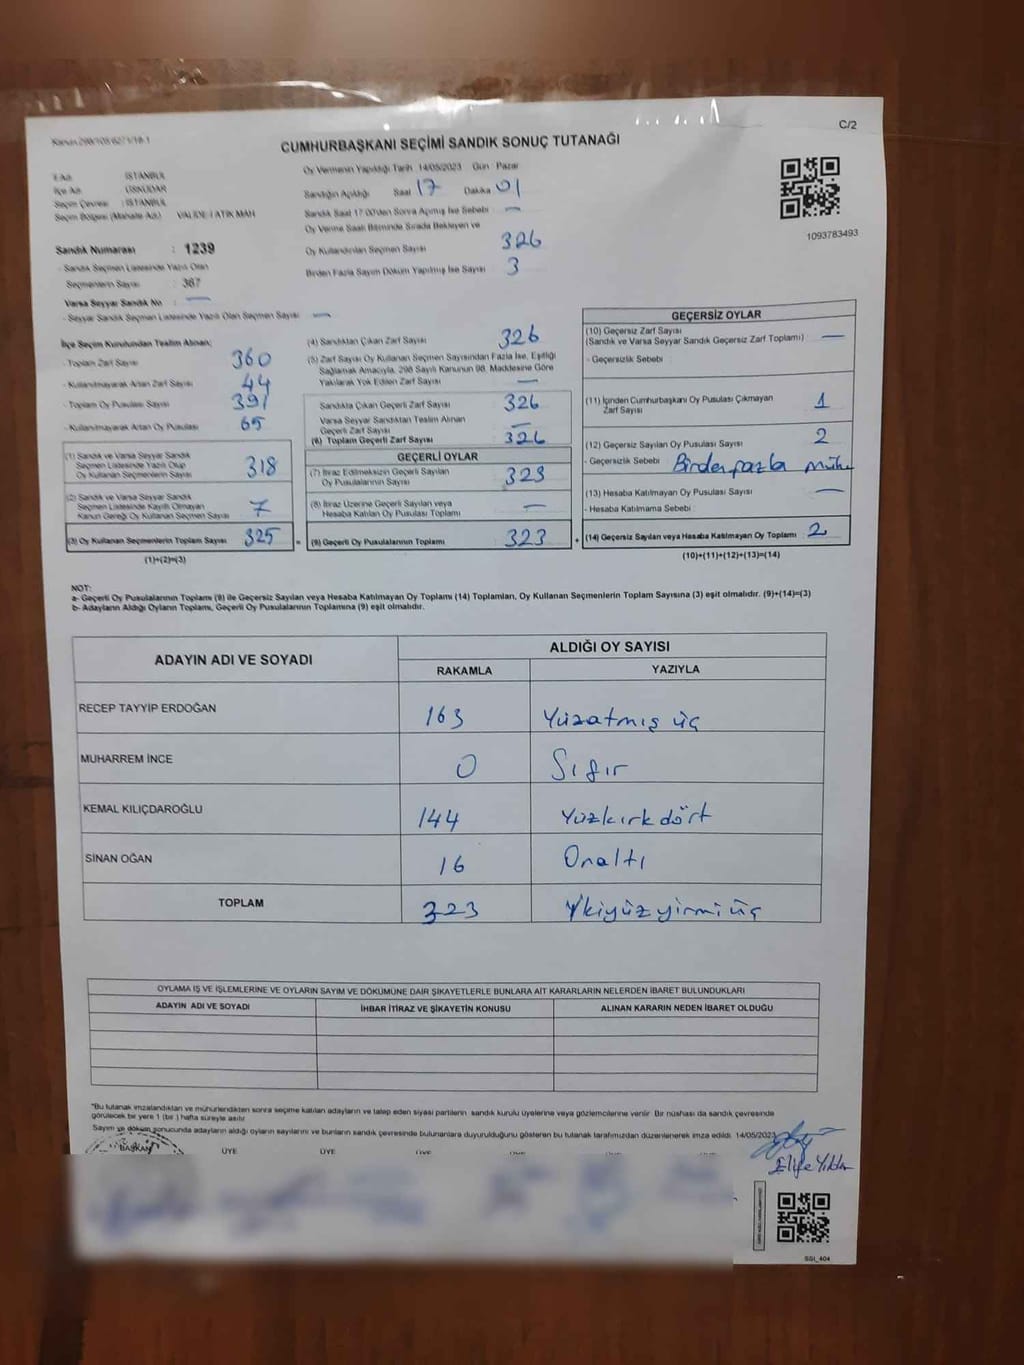 Kanun:298/105/6271/18-1
C/2
CUMHURBAŞKANI SEÇİMİ SANDIK SONUÇ TUTANAĞI
İl Adı : İSTANBUL
İlçe Adı : ÜSKÜDAR
Seçim Çevresi : İSTANBUL
Seçim Bölgesi (Mahalle Adı) VALİDE-İ ATİK MAH
Sandık Numarası : 1239
- Sandık Seçmen Listesinde Yazılı Olan
Seçmenlerin Sayısı : 367
Varsa Seyyar Sandık No : —
- Seyyar Sandık Seçmen Listesinde Yazılı Olan Seçmen Sayısı : —
Oy Vermenin Yapıldığı Tarih 14/05/2023 Gün Pazar
Sandığın Açıldığı Saat 17 Dakika 01
Sandık Saat 17.00'den Sonra Açılmış İse Sebebi : —
Oy Verme Saati Bitiminde Sırada Bekleyen ve
Oy Kullandırılan Seçmen Sayısı 326
Birden Fazla Sayım Döküm Yapılmış İse Sayısı 3
1093783493
İlçe Seçim Kurulundan Teslim Alınan;
- Toplam Zarf Sayısı 360
- Kullanılmayarak Artan Zarf Sayısı 44
- Toplam Oy Pusulası Sayısı 391
- Kullanılmayarak Artan Oy Pusulası 65
(1) Sandık ve Varsa Seyyar Sandık
Seçmen Listesinde Yazılı Olup
Oy Kullanan Seçmenlerin Sayısı 318
(2) Sandık ve Varsa Seyyar Sandık
Seçmen Listesinde Kayıtlı Olmayan
Kanun Gereği Oy Kullanan Seçmen Sayısı 7
(3) Oy Kullanan Seçmenlerin Toplam Sayısı 325
(1)+(2)=(3)
(4) Sandıktan Çıkan Zarf Sayısı 326
(5) Zarf Sayısı Oy Kullanan Seçmen Sayısından Fazla İse, Eşitliği
Sağlamak Amacıyla, 298 Sayılı Kanunun 98. Maddesine Göre
Yakılarak Yok Edilen Zarf Sayısı —
Sandıkta Çıkan Geçerli Zarf Sayısı 326
Varsa Seyyar Sandıktan Teslim Alınan
Geçerli Zarf Sayısı —
(6) Toplam Geçerli Zarf Sayısı 326
GEÇERLİ OYLAR
(7) İtiraz Edilmeksizin Geçerli Sayılan
Oy Pusulalarının Sayısı 323
(8) İtiraz Üzerine Geçerli Sayılan veya
Hesaba Katılan Oy Pusulası Toplamı —
= (9) Geçerli Oy Pusulalarının Toplamı 323
GEÇERSİZ OYLAR
(10) Geçersiz Zarf Sayısı
(Sandık ve Varsa Seyyar Sandık Geçersiz Zarf Toplamı) —
- Geçersizlik Sebebi
(11) İçinden Cumhurbaşkanı Oy Pusulası Çıkmayan
Zarf Sayısı 1
(12) Geçersiz Sayılan Oy Pusulası Sayısı 2
- Geçersizlik Sebebi Birden fazla mühü
(13) Hesaba Katılmayan Oy Pusulası Sayısı —
- Hesaba Katılmama Sebebi :
+ (14) Geçersiz Sayılan veya Hesaba Katılmayan Oy Toplamı : 2
(10)+(11)+(12)+(13)=(14)
NOT:
a- Geçerli Oy Pusulalarının Toplamı (9) ile Geçersiz Sayılan veya Hesaba Katılmayan Oy Toplamı (14) Toplamları, Oy Kullanan Seçmenlerin Toplam Sayısına (3) eşit olmalıdır. (9)+(14)=(3)
b- Adayların Aldığı Oyların Toplamı, Geçerli Oy Pusulalarının Toplamına (9) eşit olmalıdır.
ADAYIN ADI VE SOYADI
ALDIĞI OY SAYISI
RAKAMLA YAZIYLA
RECEP TAYYİP ERDOĞAN 163 Yüzatmış üç
MUHARREM İNCE 0 Sıfır
KEMAL KILIÇDAROĞLU 144 Yüzkırkdört
SİNAN OĞAN 16 Onaltı
TOPLAM 323 Ykiyüzyirmi üç
OYLAMA İŞ VE İŞLEMLERİNE VE OYLARIN SAYIM VE DÖKÜMÜNE DAİR ŞİKAYETLERLE BUNLARA AİT KARARLARIN NELERDEN İBARET BULUNDUKLARI
ADAYIN ADI VE SOYADI İHBAR İTİRAZ VE ŞİKAYETİN KONUSU ALINAN KARARIN NEDEN İBARET OLDUĞU
"Bu tutanak imzalandıktan ve mühürlendikten sonra seçime katılan adayların ve talep eden siyasi partilerin sandık kurulu üyelerine veya gözlemcilerine verilir. Bir nüshası da sandık çevresinde
görülecek bir yere 1 (bir ) hafta süreyle asılır
Sayım ve döküm sonucunda adayların aldığı oyların sayılarını ve bunların sandık çevresinde bulunanlara duyurulduğunu gösteren bu tutanak tarafımızdan düzenlenerek imza edildi. 14/05/2023
BAŞKAN ÜYE ÜYE
SSİ_404